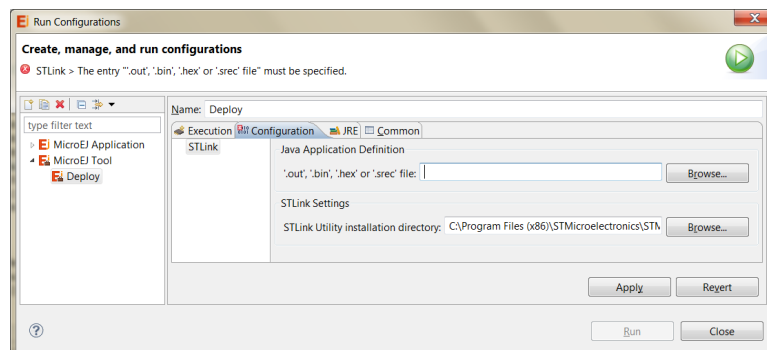 Run Configurations
Create, manage, and run configurations
STLink > The entry "'.out', '.bin', '.hex' or '.srec' file" must be specified.
type filter text
MicroEJ Application
MicroEJ Tool
Deploy
Name: Deploy
Execution Configuration JRE Common
STLink
Java Application Definition
'.out', '.bin', '.hex' or '.srec' file: Browse...
STLink Settings
STLink Utility installation directory: C:\Program Files (x86)\STMicroelectronics\STM Browse...
Apply Revert
Run Close